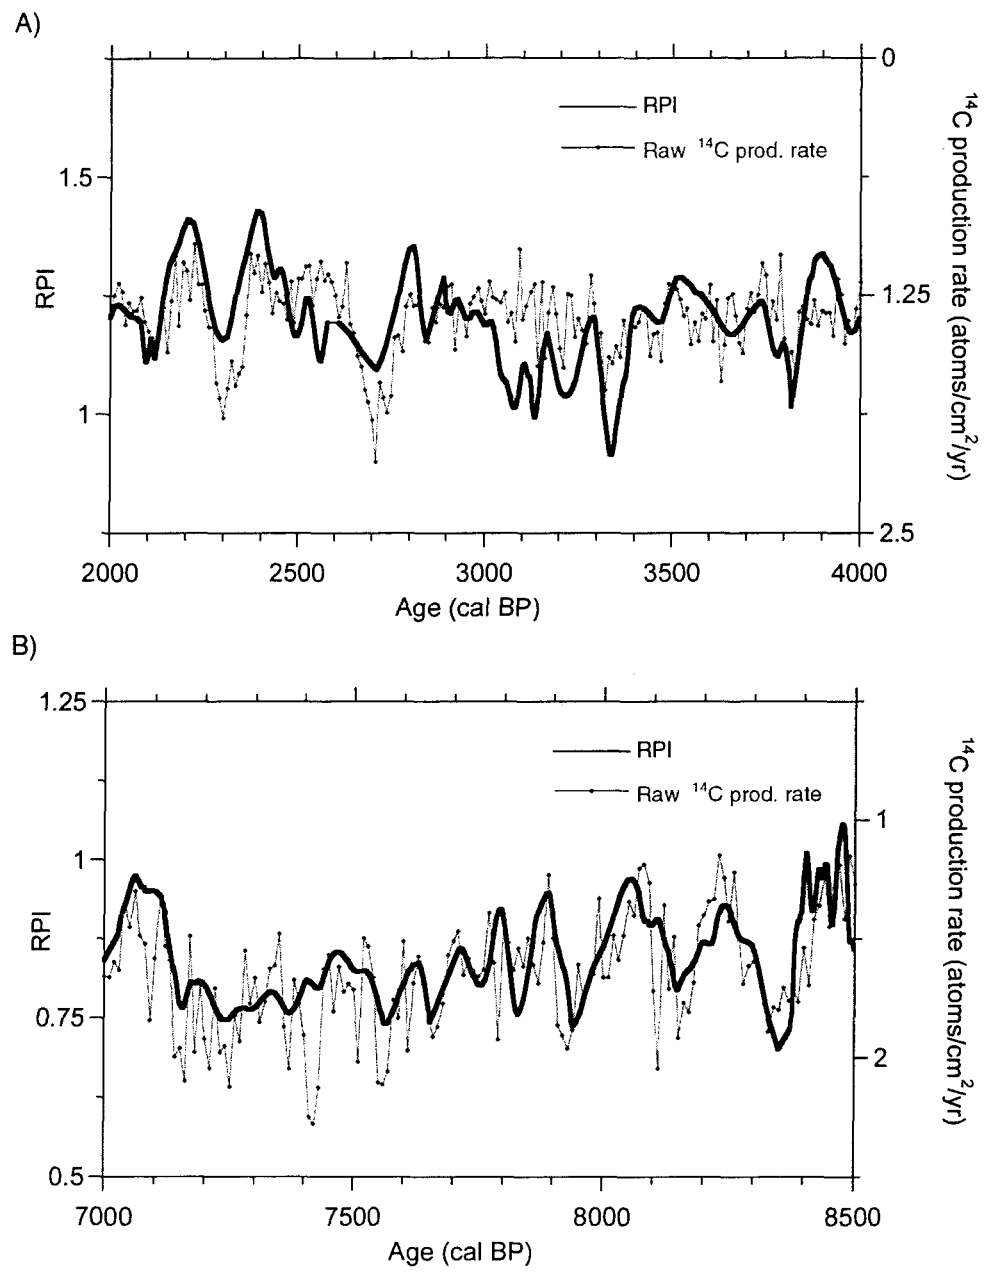 A)
0
RPI
Raw ¹⁴C prod. rate
1.5
RPI
1.25
¹⁴C production rate (atoms/cm²/yr)
1
2.5
2000 2500 3000 3500 4000
Age (cal BP)
B)
1.25
RPI
Raw ¹⁴C prod. rate
1
1
RPI
¹⁴C production rate (atoms/cm²/yr)
0.75
2
0.5
7000 7500 8000 8500
Age (cal BP)